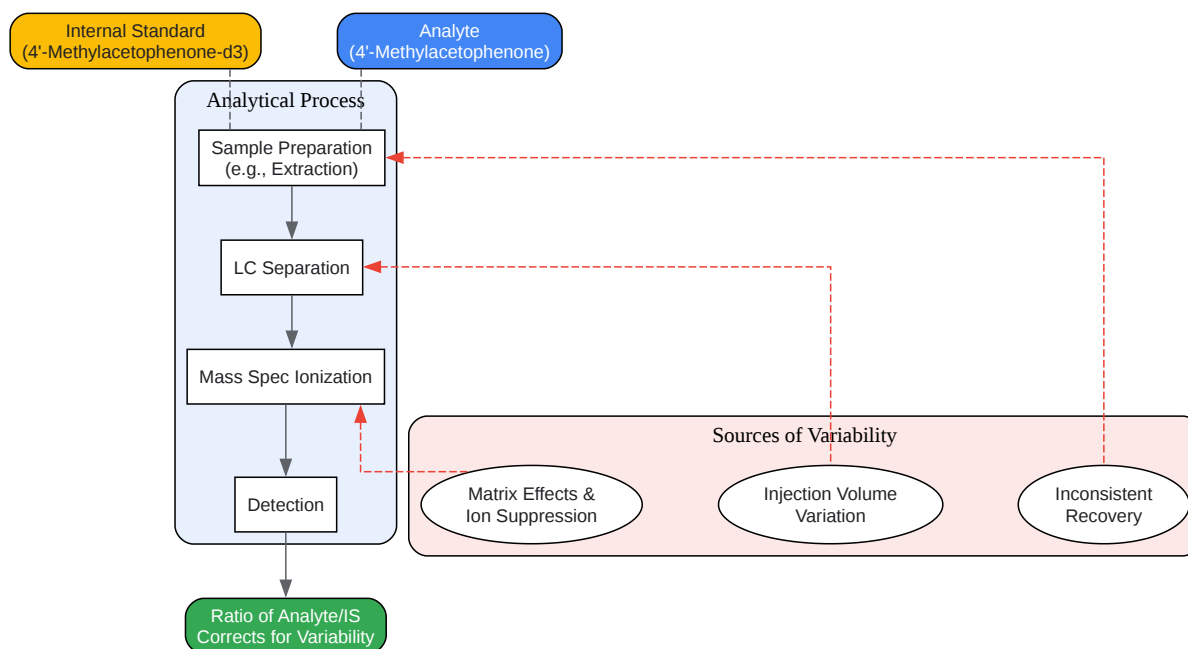 Internal Standard
(4'-Methylacetophenone-d3)
Analyte
(4'-Methylacetophenone)
Analytical Process
Sample Preparation
(e.g., Extraction)
LC Separation
Mass Spec Ionization
Sources of Variability
Matrix Effects &
Ion Suppression
Injection Volume
Variation
Inconsistent
Recovery
Detection
Ratio of Analyte/IS
Corrects for Variability